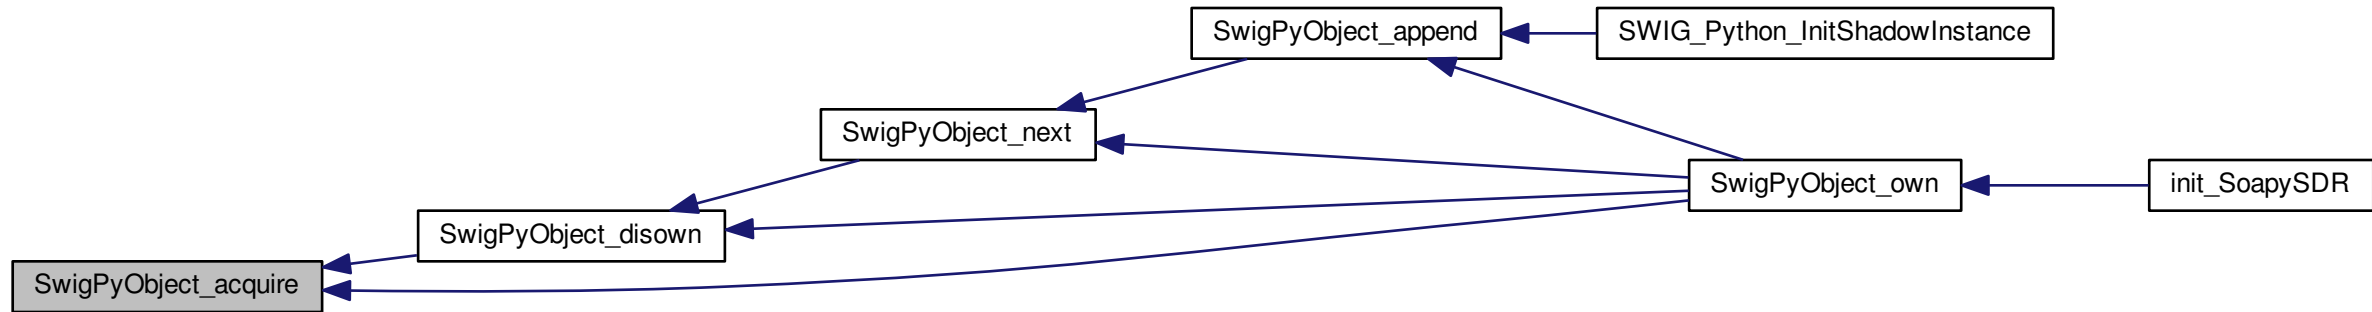 SwigPyObject_append
SWIG_Python_InitShadowInstance
SwigPyObject_next
SwigPyObject_own
init_SoapySDR
SwigPyObject_disown
SwigPyObject_acquire